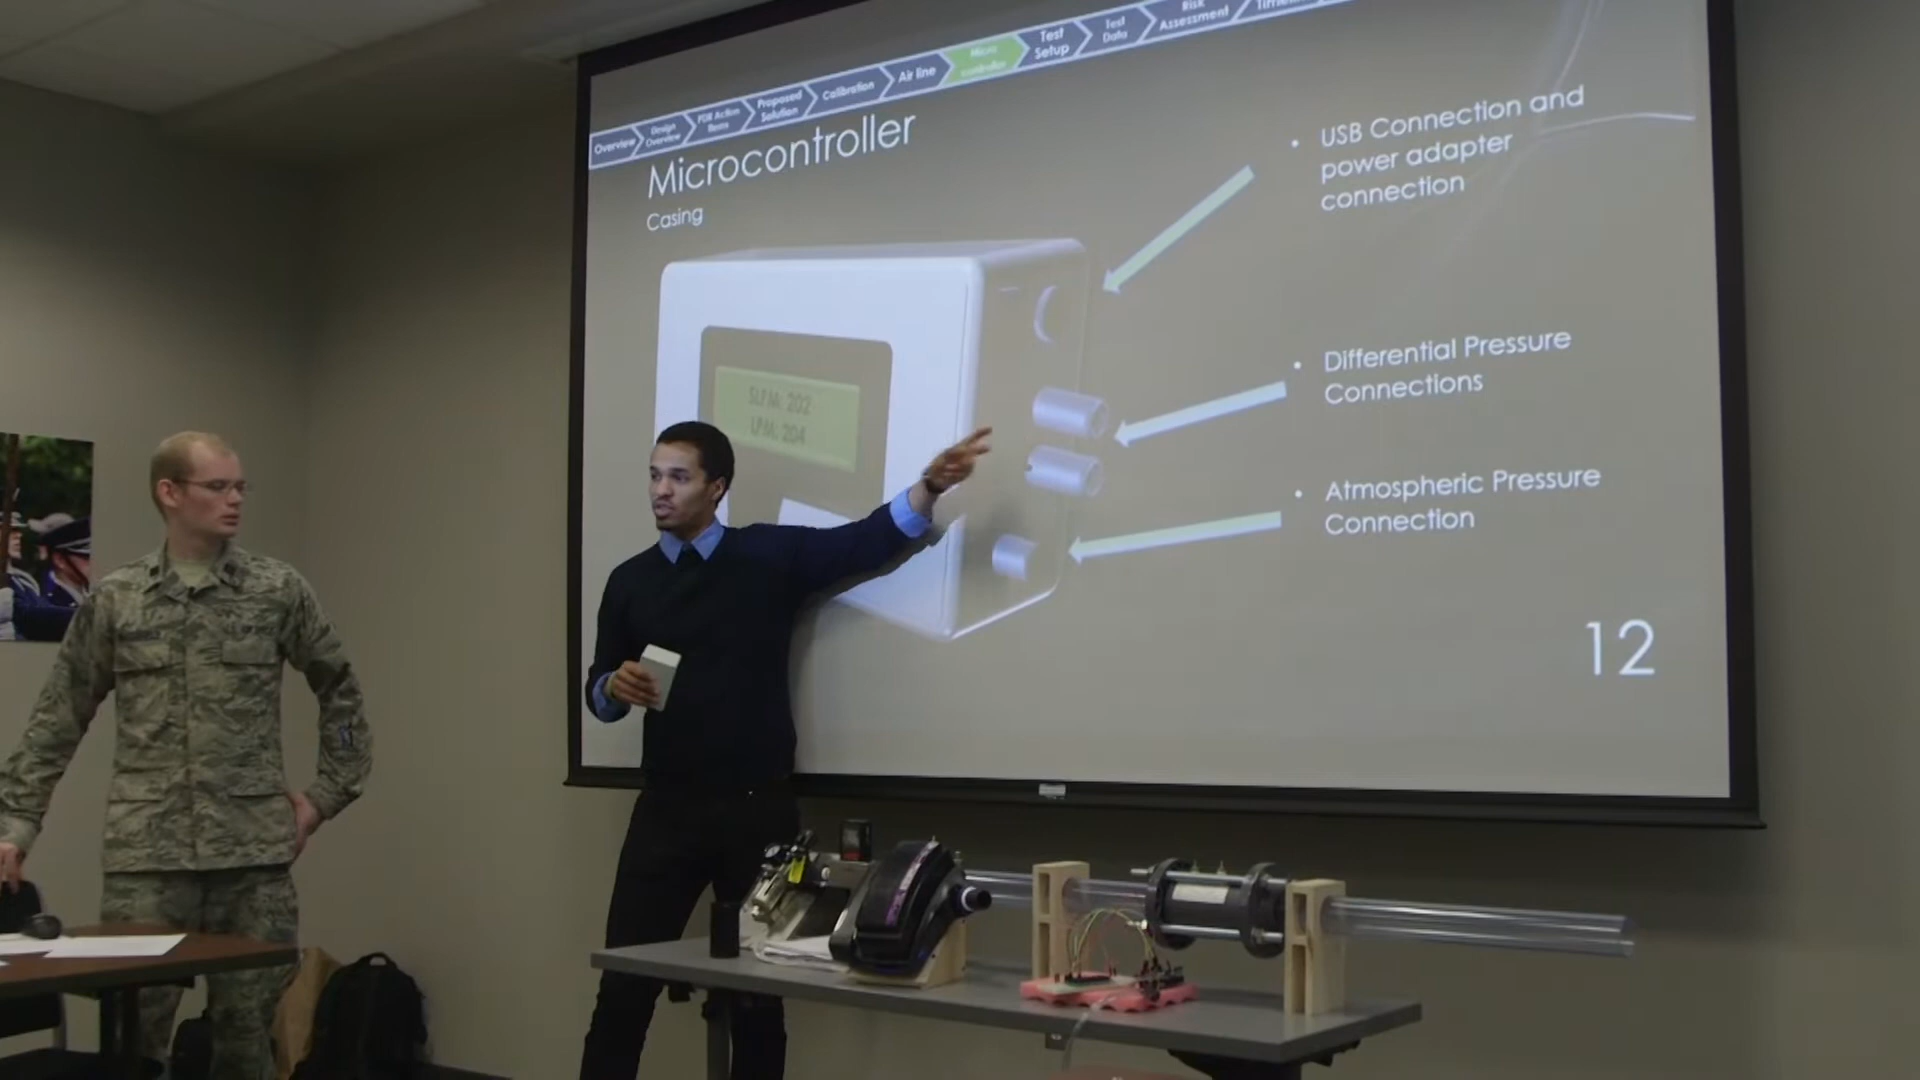 Overview
Design
Overview
PDR Action
Items
Proposed
Solution
Calibration
Air line
Micro
controller
Test
Setup
Test
Data
Risk
Assessment
Microcontroller
Casing
USB Connection and
power adapter
connection
Differential Pressure
Connections
Atmospheric Pressure
Connection
SLPM: 202
LPM: 204
12